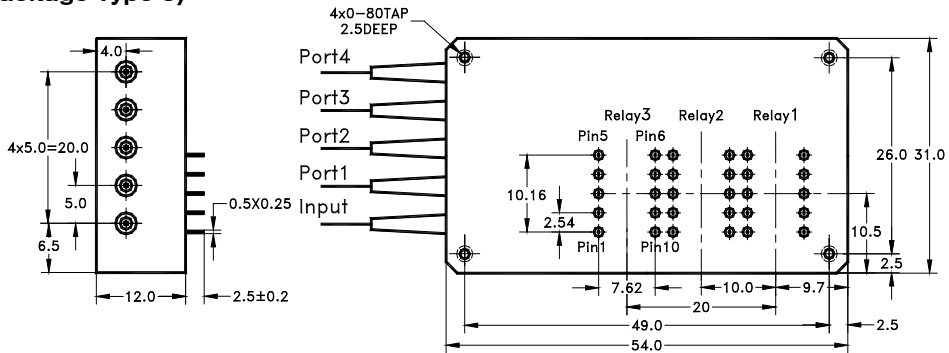 4x0-80TAP
2.5DEEP
4.0
Port4
Port3
Port2
Port1
Input
4x5.0=20.0
5.0
6.5
0.5X0.25
12.0
2.5±0.2
Relay3 Relay2 Relay1
Pin5 Pin6
10.16
2.54
Pin1 Pin10
26.0 31.0
10.5
2.5
7.62 10.0 9.7
20
49.0 2.5
54.0